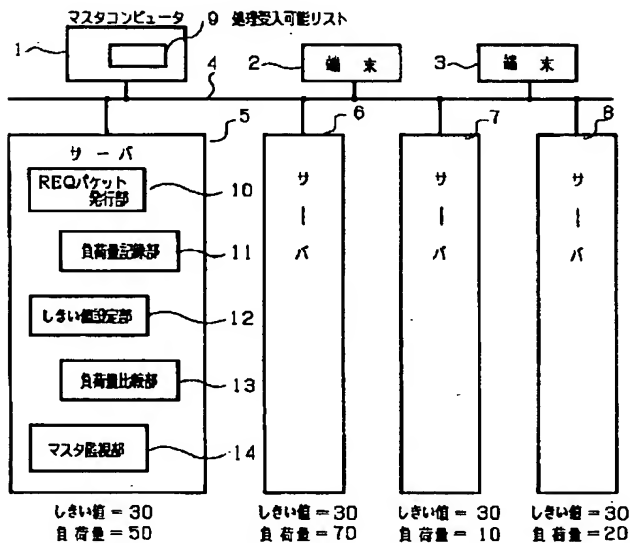 マスタコンピュータ
9 処理受入可能リスト
1
2 端末
3 端末
4
5
6
7
8
サーバ
REQパケット
発行部
10
負荷量記録部
11
しきい値設定部
12
負荷量比較部
13
マスタ監視部
14
サーバ
サーバ
サーバ
しきい値 = 30
負荷量 = 50
しきい値 = 30
負荷量 = 70
しきい値 = 30
負荷量 = 10
しきい値 = 30
負荷量 = 20